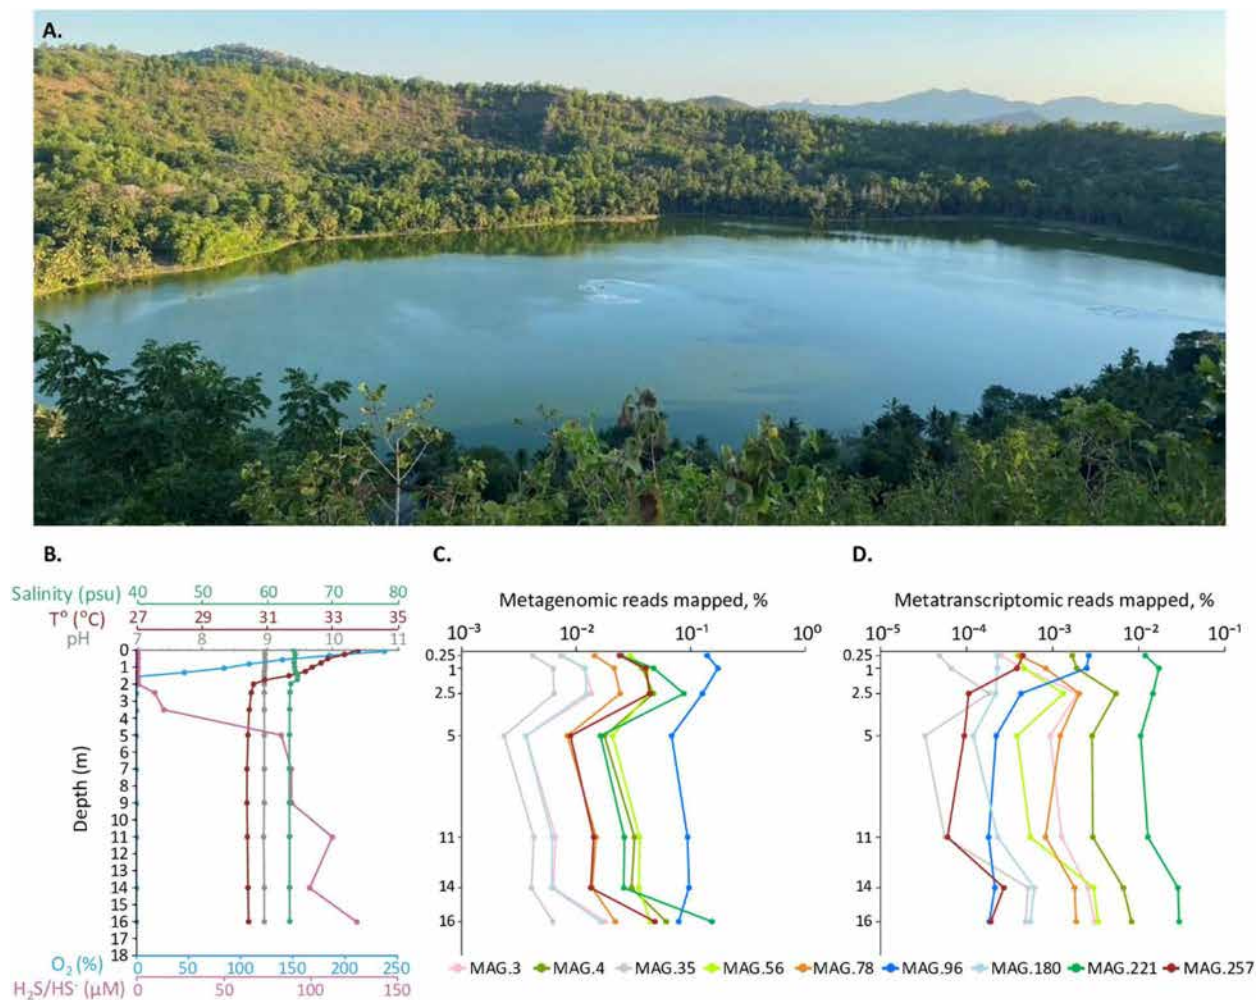 A.
B.
C.
D.
Salinity (psu) 40 50 60 70 80
T° (°C) 27 29 31 33 35
pH 7 8 9 10 11
Depth (m)
0
1
2
3
4
5
6
7
8
9
10
11
12
13
14
15
16
17
18
O₂ (%) 0 50 100 150 200 250
H₂S/HS⁻ (µM) 0 50 100 150
Metagenomic reads mapped, %
10⁻³ 10⁻² 10⁻¹ 10⁰
0.25
1
2.5
5
11
14
16
Metatranscriptomic reads mapped, %
10⁻⁵ 10⁻⁴ 10⁻³ 10⁻² 10⁻¹
0.25
1
2.5
5
11
14
16
MAG.3 MAG.4 MAG.35 MAG.56 MAG.78 MAG.96 MAG.180 MAG.221 MAG.257